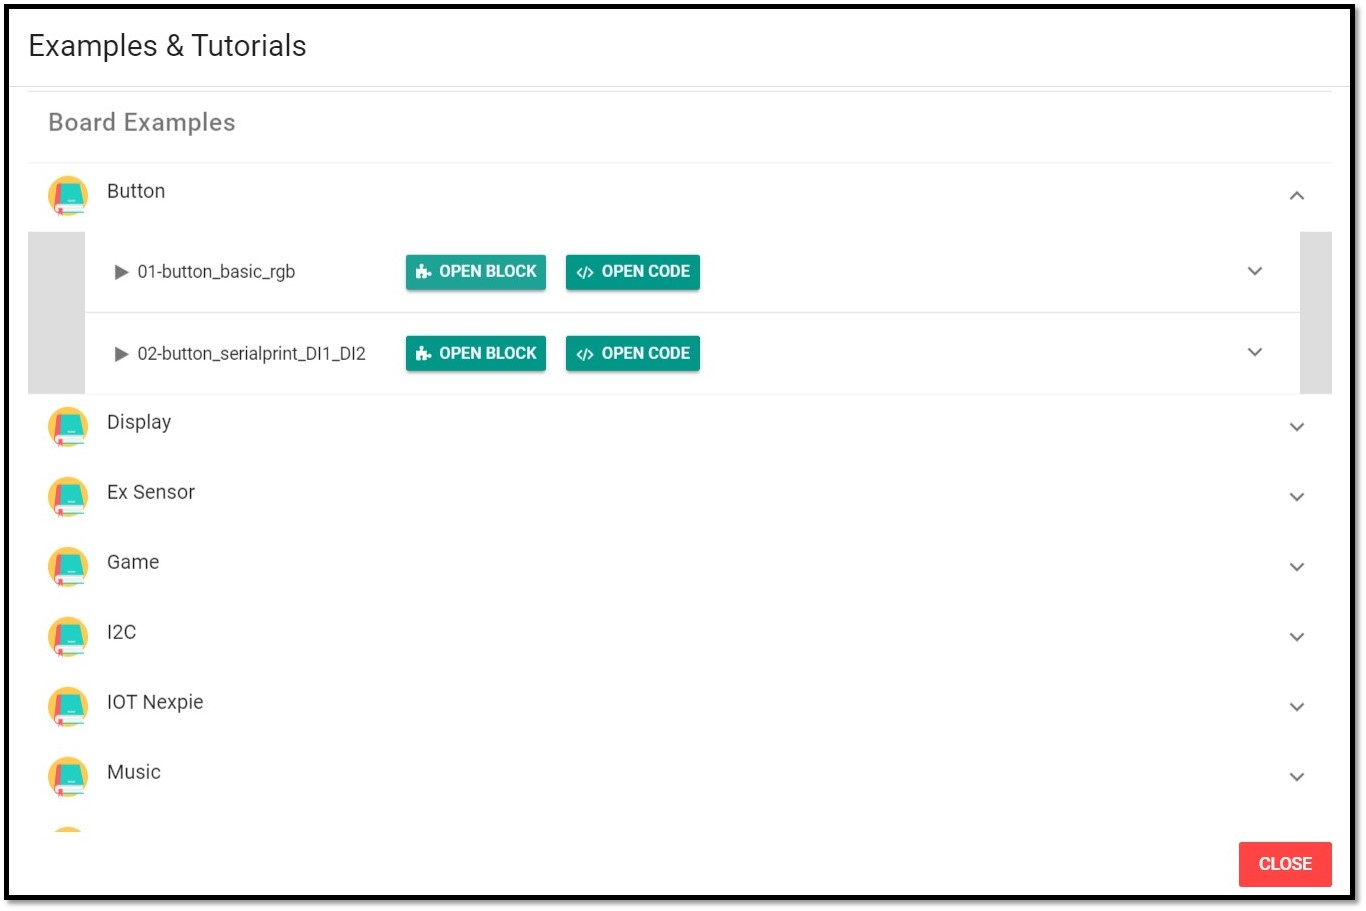 Examples & Tutorials
Board Examples
Button
01-button_basic_rgb OPEN BLOCK </> OPEN CODE
02-button_serialprint_DI1_DI2 OPEN BLOCK </> OPEN CODE
Display
Ex Sensor
Game
I2C
IOT Nexpie
Music
CLOSE